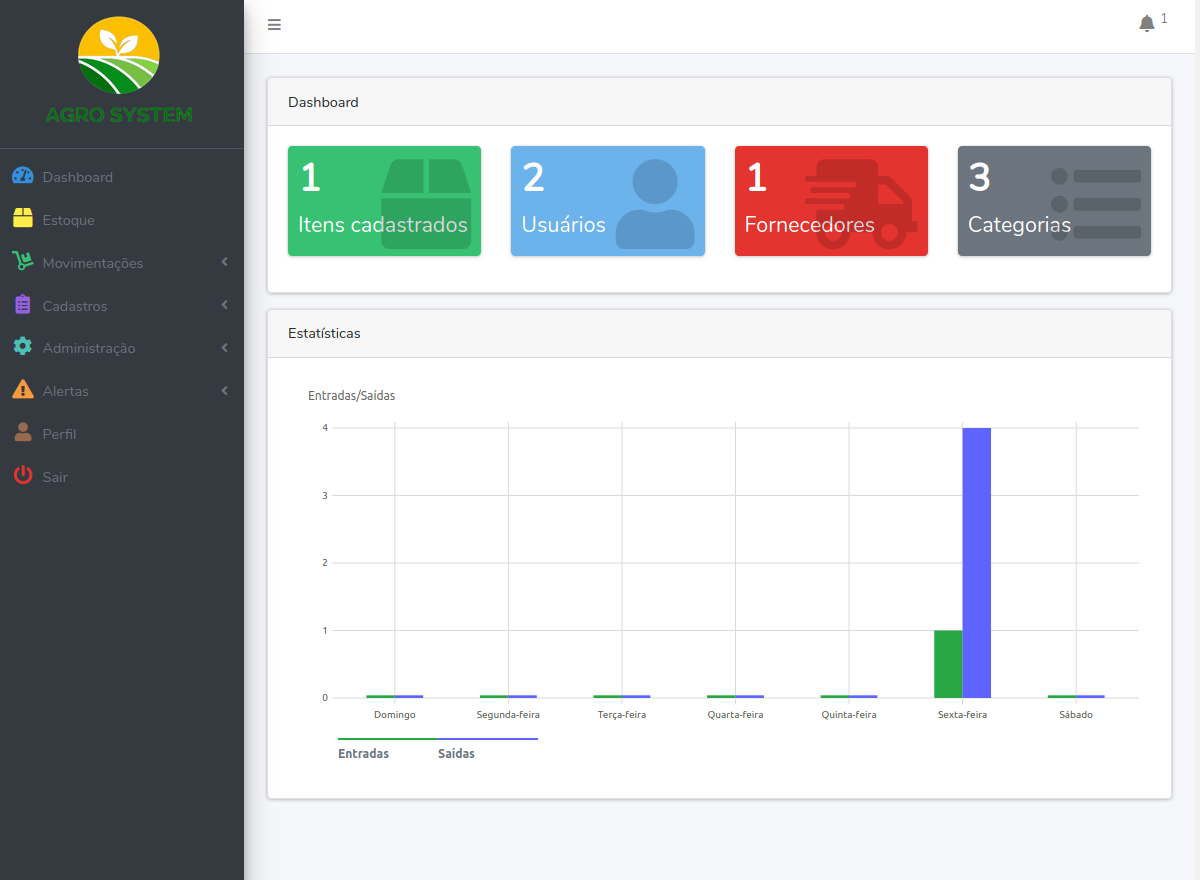 AGRO SYSTEM
Dashboard
Estoque
Movimentações
Cadastros
Administração
Alertas
Perfil
Sair
1
Dashboard
1
Itens cadastrados
2
Usuários
1
Fornecedores
3
Categorias
Estatísticas
Entradas/Saídas
4
3
2
1
0
Domingo Segunda-feira Terça-feira Quarta-feira Quinta-feira Sexta-feira Sábado
Entradas Saídas